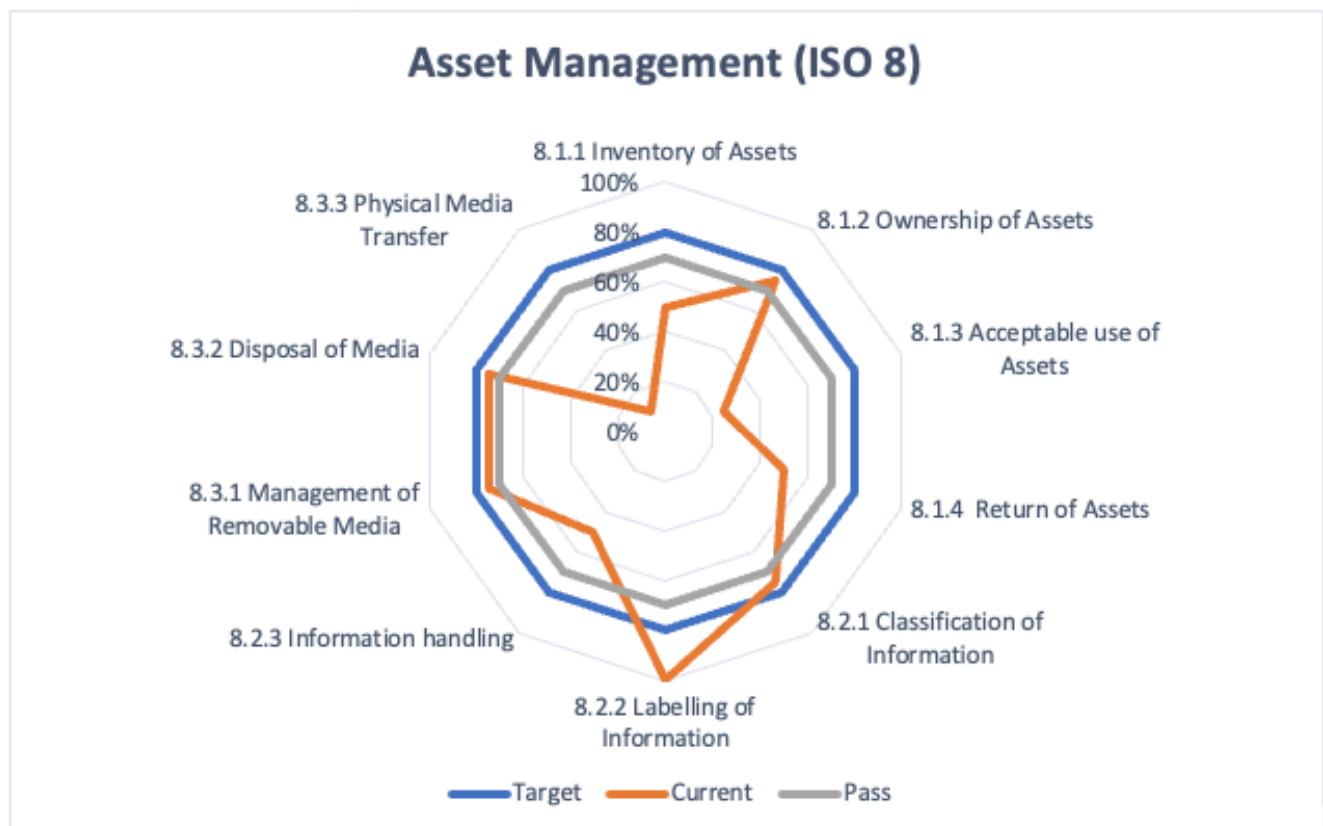 Asset Management (ISO 8)
8.1.1 Inventory of Assets
100%
80%
60%
40%
20%
0%
8.1.2 Ownership of Assets
8.1.3 Acceptable use of
Assets
8.1.4 Return of Assets
8.2.1 Classification of
Information
8.2.2 Labelling of
Information
8.2.3 Information handling
8.3.1 Management of
Removable Media
8.3.2 Disposal of Media
8.3.3 Physical Media
Transfer
Target
Current
Pass